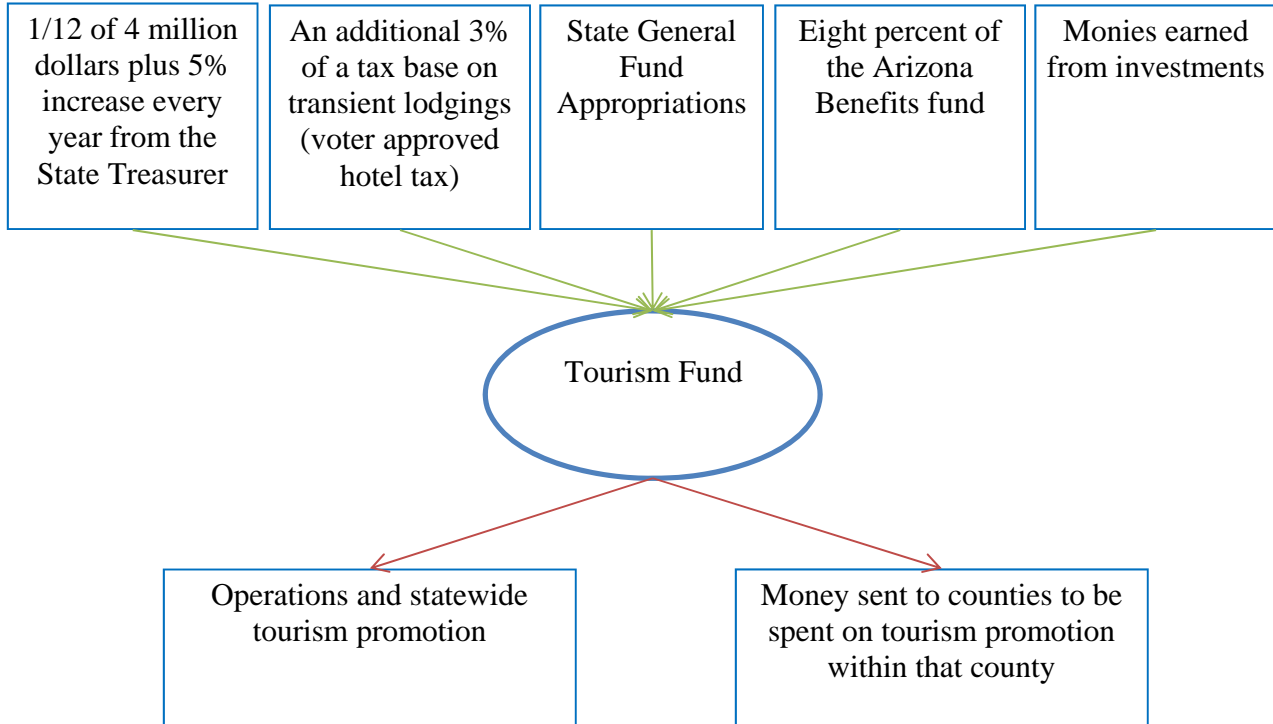 1/12 of 4 million
dollars plus 5%
increase every
year from the
State Treasurer
An additional 3%
of a tax base on
transient lodgings
(voter approved
hotel tax)
State General
Fund
Appropriations
Eight percent of
the Arizona
Benefits fund
Monies earned
from investments
Tourism Fund
Operations and statewide
tourism promotion
Money sent to counties to be
spent on tourism promotion
within that county